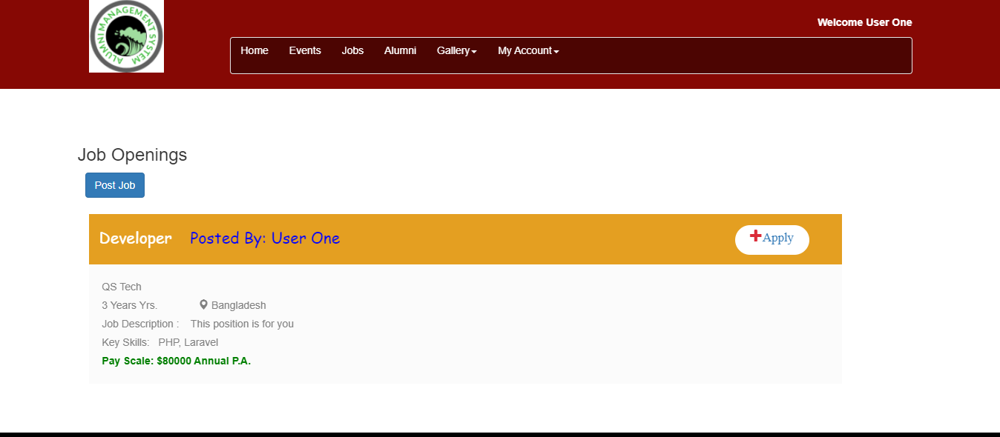 ALUMNI MANAGEMENT SYSTEM
Welcome User One
Home Events Jobs Alumni Gallery My Account
Job Openings
Post Job
Developer Posted By: User One Apply
QS Tech
3 Years Yrs. Bangladesh
Job Description : This position is for you
Key Skills: PHP, Laravel
Pay Scale: $80000 Annual P.A.